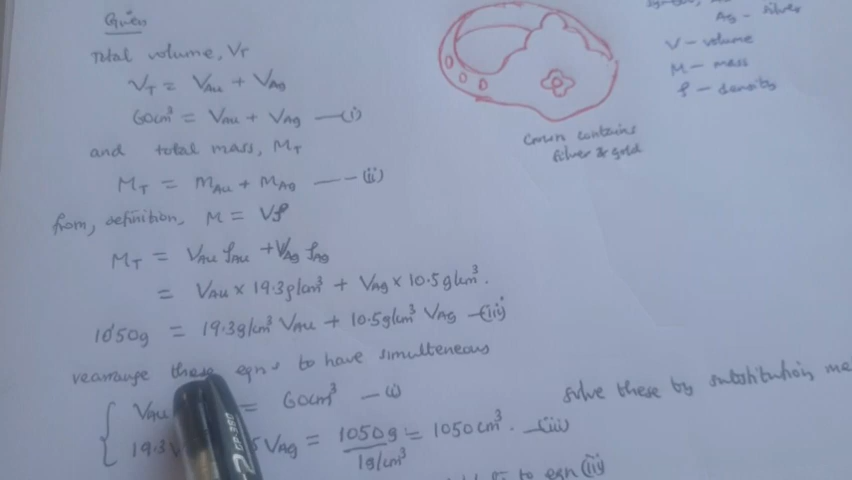 Given
Total volume, VT
VT = VAu + VAg
60cm³ = VAu + VAg —(i)
and total mass, MT
MT = MAu + MAg —–(ii)
from, definition, M = Vρ
MT = VAu ρAu + VAg ρAg
= VAu × 19.3g/cm³ + VAg × 10.5g/cm³.
1050g = 19.3g/cm³ VAu + 10.5g/cm³ VAg —(iii)
rearrange these eqns to have simulteneous
VAu = 60cm³ —(i)
19.3V VAg = 1050g/1g/cm³ = 1050cm³. —(iii)
to eqn (ii)
Ag – silver
V – volume
M – mass
ρ – density
Crown contains
silver & gold
solve these by substitution me